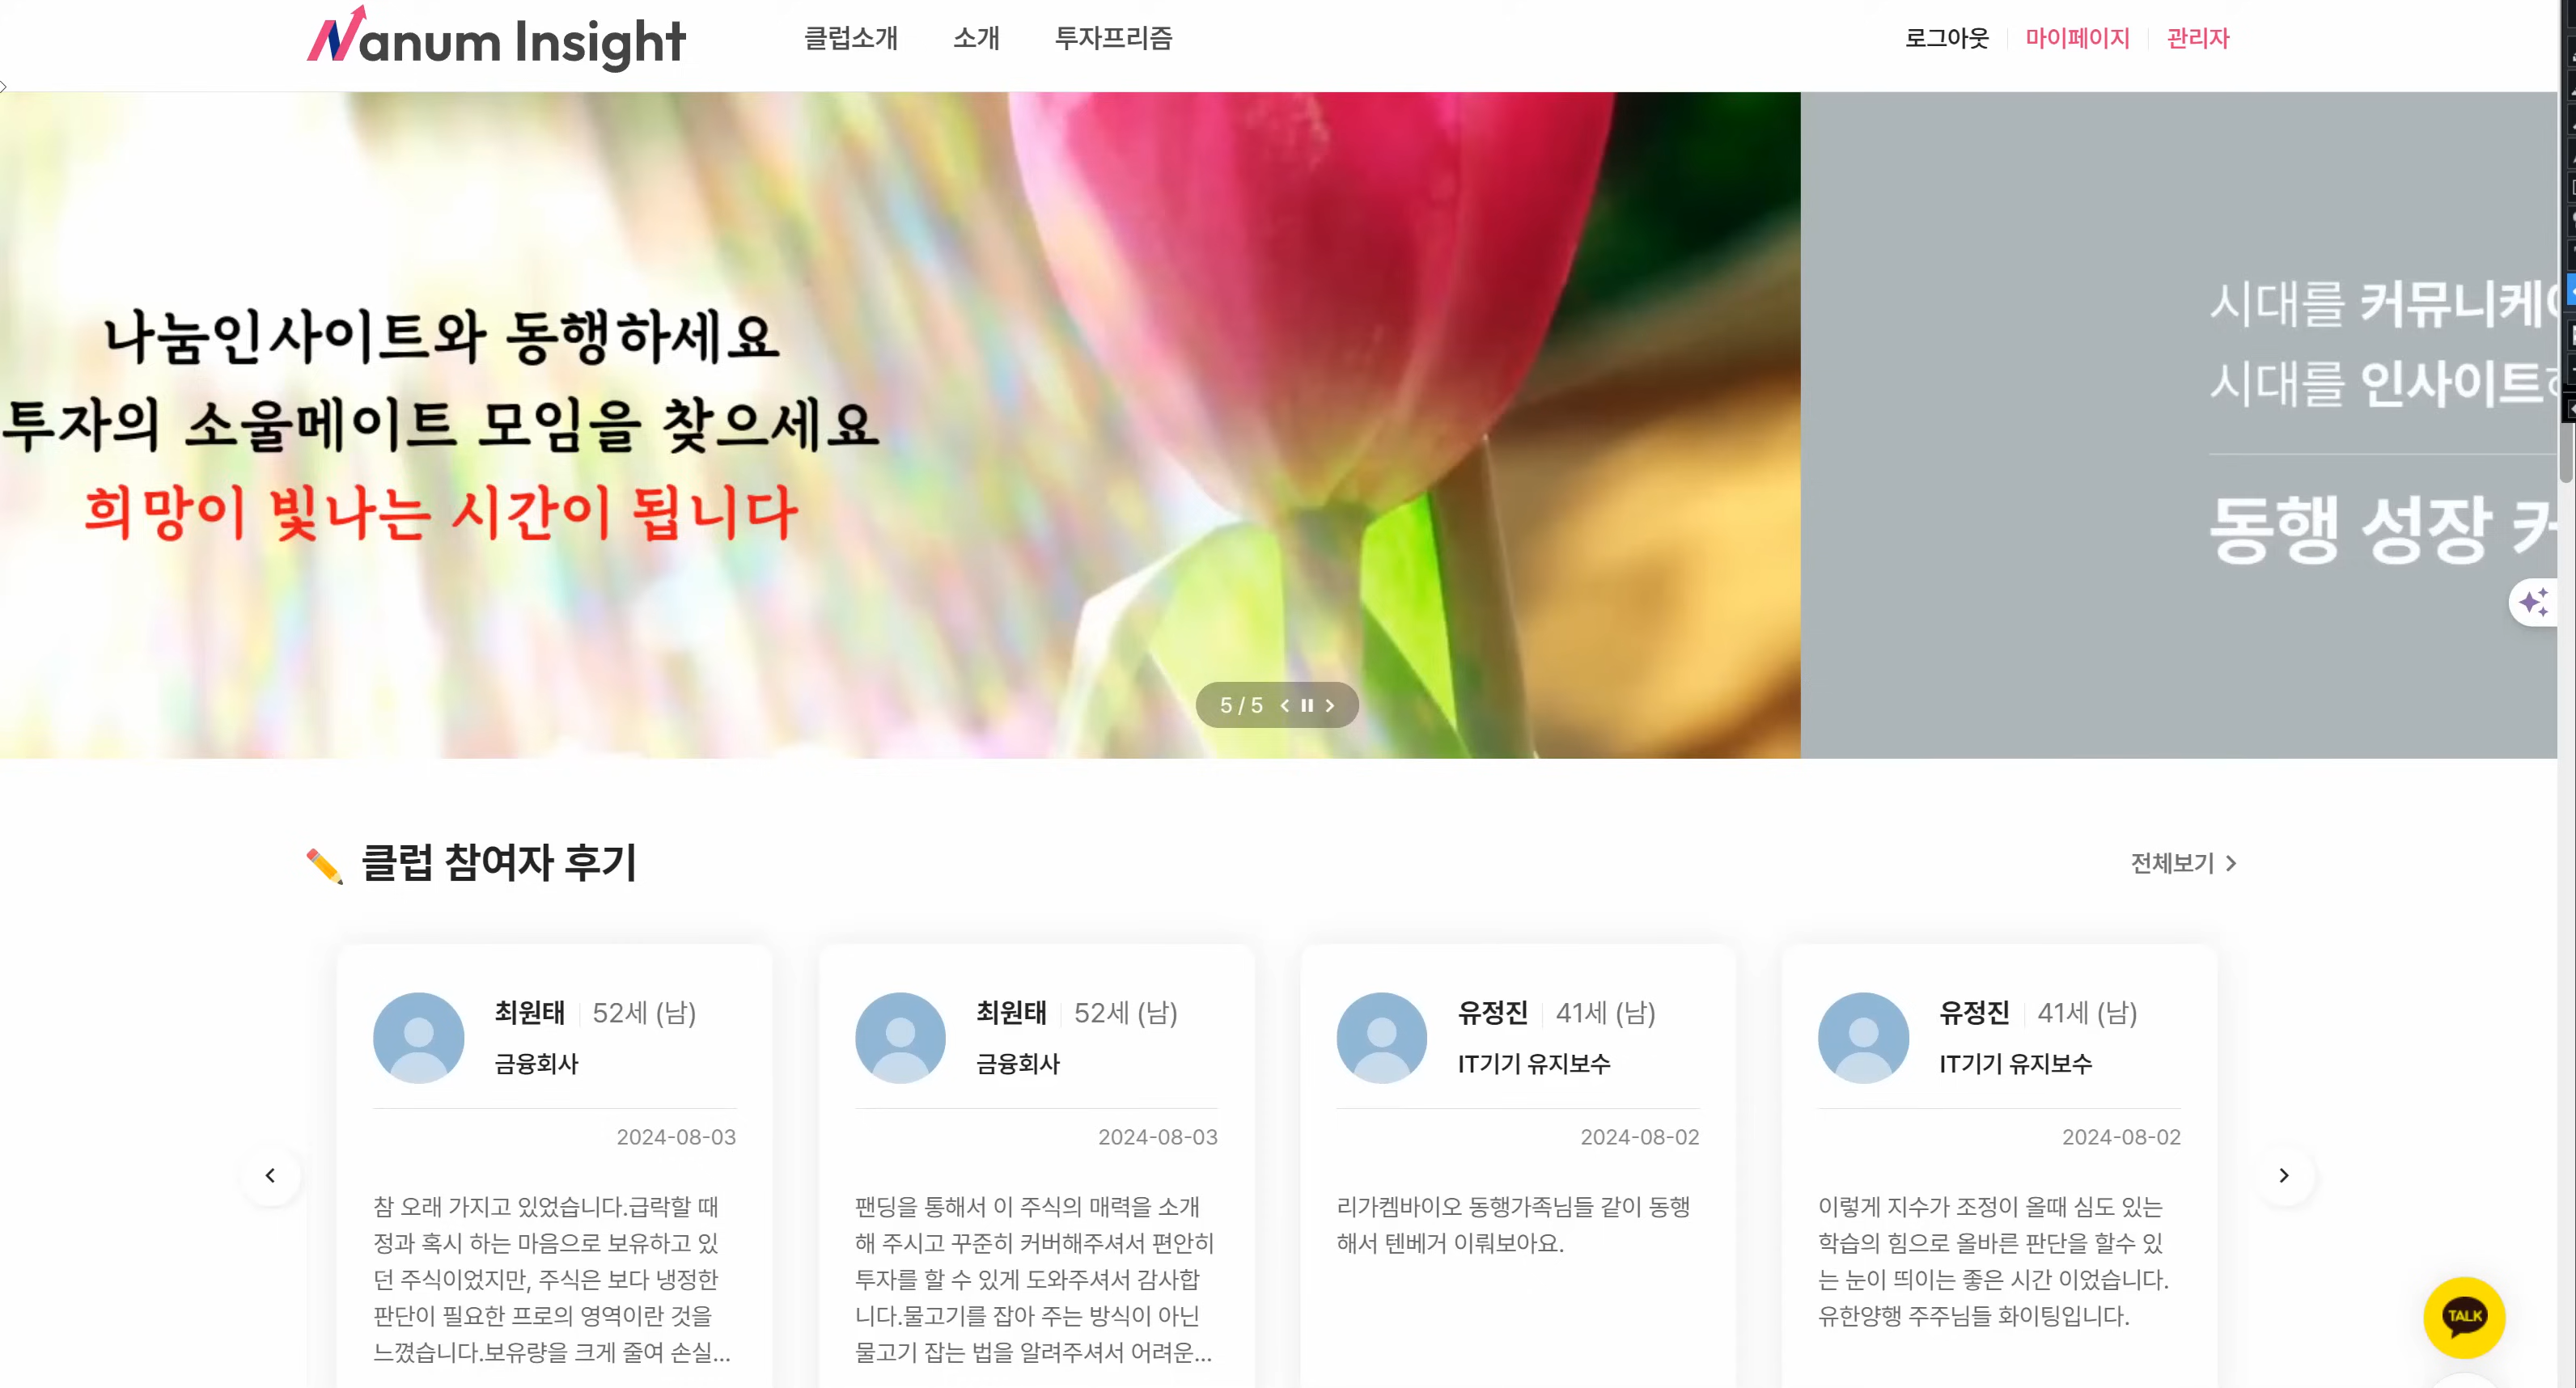 Nanum Insight
클럽소개
소개
투자프리즘
로그아웃
마이페이지
관리자
나눔인사이트와 동행하세요
투자의 소울메이트 모임을 찾으세요
희망이 빛나는 시간이 됩니다
시대를 커뮤니케이
시대를 인사이트
동행 성장 커
5 / 5
클럽 참여자 후기
전체보기
최원태 52세 (남)
금융회사
2024-08-03
참 오래 가지고 있었습니다.급락할 때
정과 혹시 하는 마음으로 보유하고 있
던 주식이었지만, 주식은 보다 냉정한
판단이 필요한 프로의 영역이란 것을
느꼈습니다.보유량을 크게 줄여 손실...
최원태 52세 (남)
금융회사
2024-08-03
팬딩을 통해서 이 주식의 매력을 소개
해 주시고 꾸준히 커버해주셔서 편안히
투자를 할 수 있게 도와주셔서 감사합
니다.물고기를 잡아 주는 방식이 아닌
물고기 잡는 법을 알려주셔서 어려운...
유정진 41세 (남)
IT기기 유지보수
2024-08-02
리가켐바이오 동행가족님들 같이 동행
해서 텐베거 이뤄보아요.
유정진 41세 (남)
IT기기 유지보수
2024-08-02
이렇게 지수가 조정이 올때 심도 있는
학습의 힘으로 올바른 판단을 할수 있
는 눈이 띄이는 좋은 시간 이었습니다.
유한양행 주주님들 화이팅입니다.
TALK